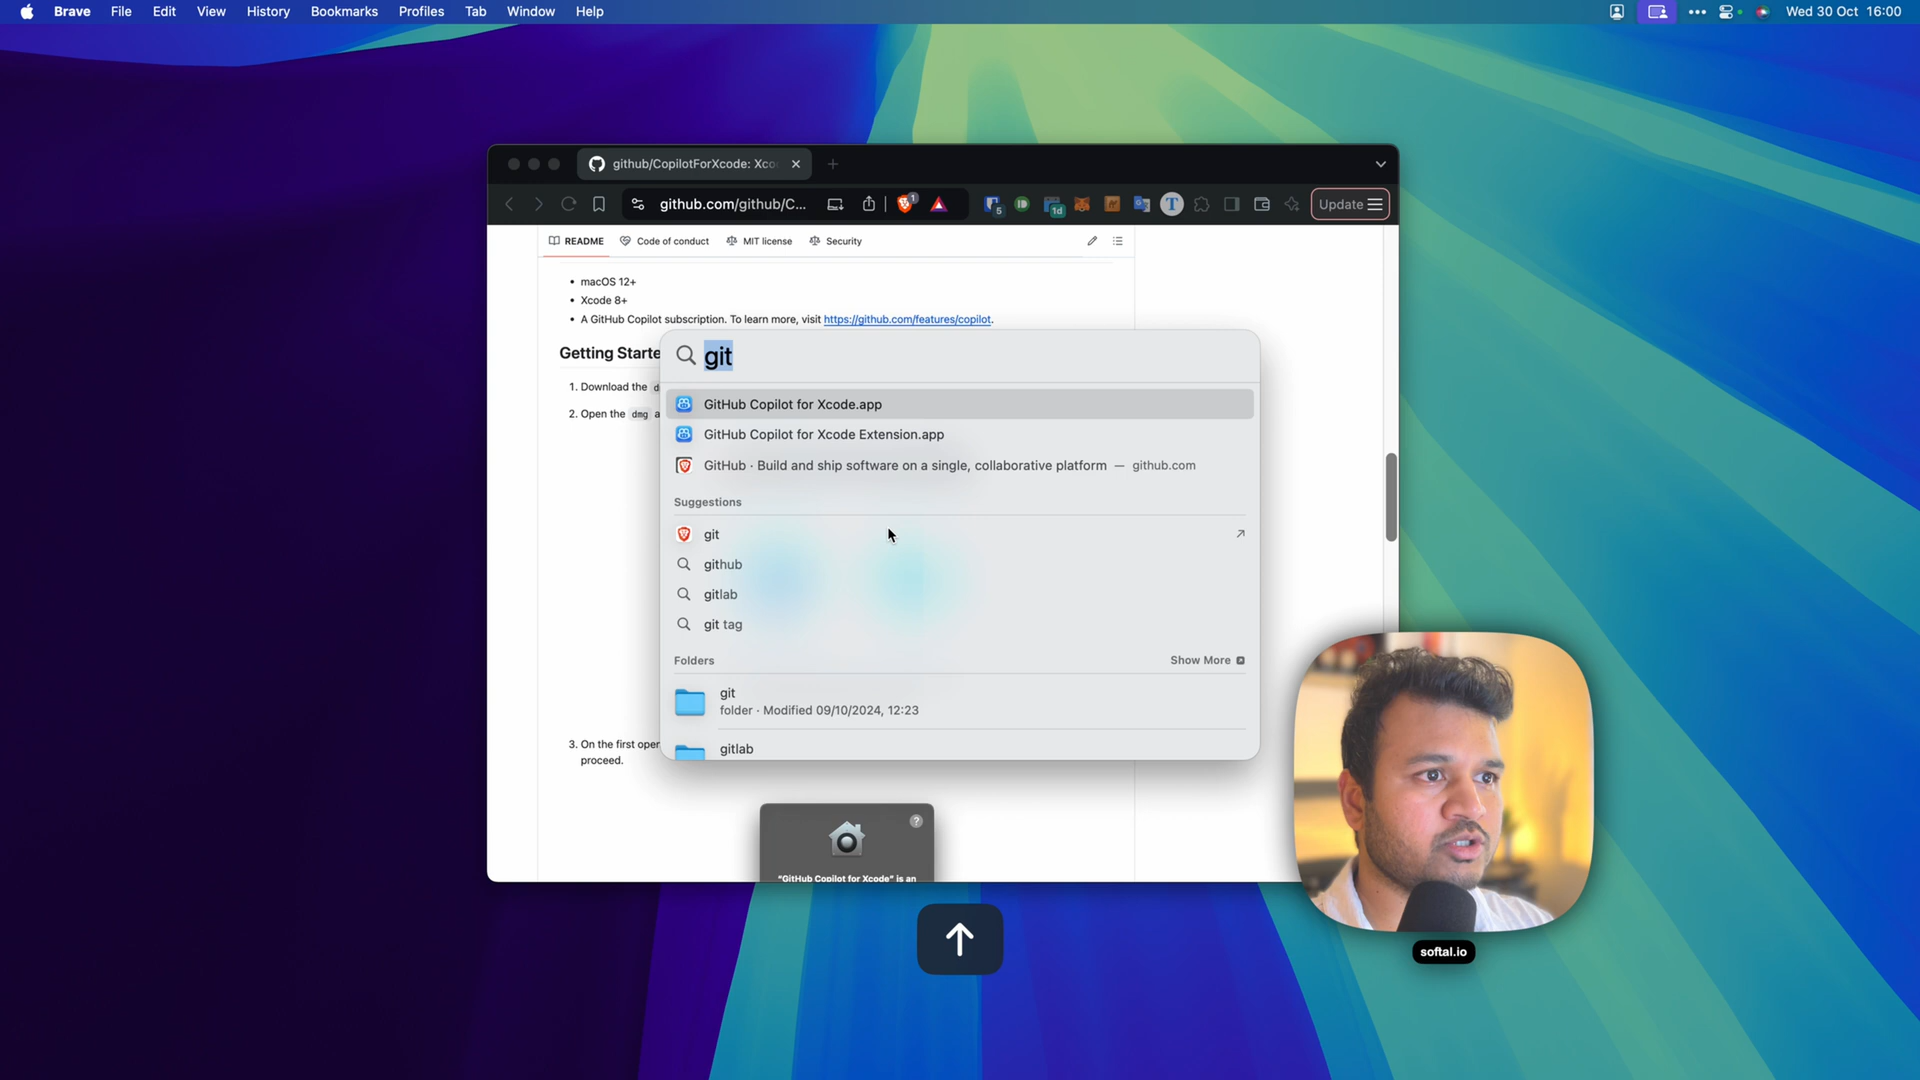 Brave File Edit View History Bookmarks Profiles Tab Window Help
Wed 30 Oct 16:00
github/CopilotForXcode: Xco
github.com/github/C...
1
5
1d
T
Update
README Code of conduct MIT license Security
• macOS 12+
• Xcode 8+
• A GitHub Copilot subscription. To learn more, visit https://github.com/features/copilot.
Getting Starte
1. Download the d
2. Open the dmg a
git
GitHub Copilot for Xcode.app
GitHub Copilot for Xcode Extension.app
GitHub · Build and ship software on a single, collaborative platform — github.com
Suggestions
git
github
gitlab
git tag
Folders
Show More
git
folder · Modified 09/10/2024, 12:23
gitlab
3. On the first oper
proceed.
?
"GitHub Copilot for Xcode" is an
softal.io